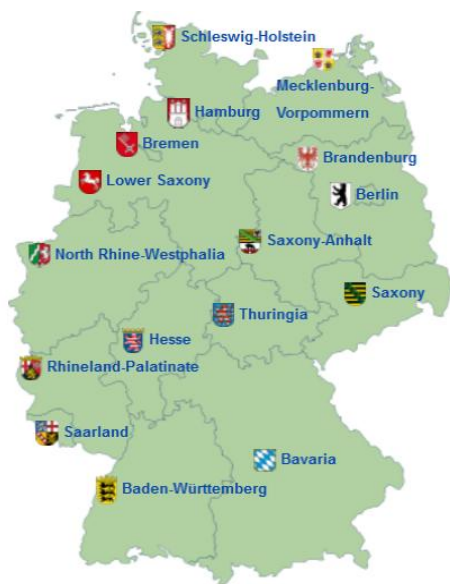 Schleswig-Holstein
Mecklenburg-
Vorpommern
Hamburg
Bremen
Brandenburg
Lower Saxony
Berlin
Saxony-Anhalt
North Rhine-Westphalia
Saxony
Thuringia
Hesse
Rhineland-Palatinate
Saarland
Bavaria
Baden-Württemberg